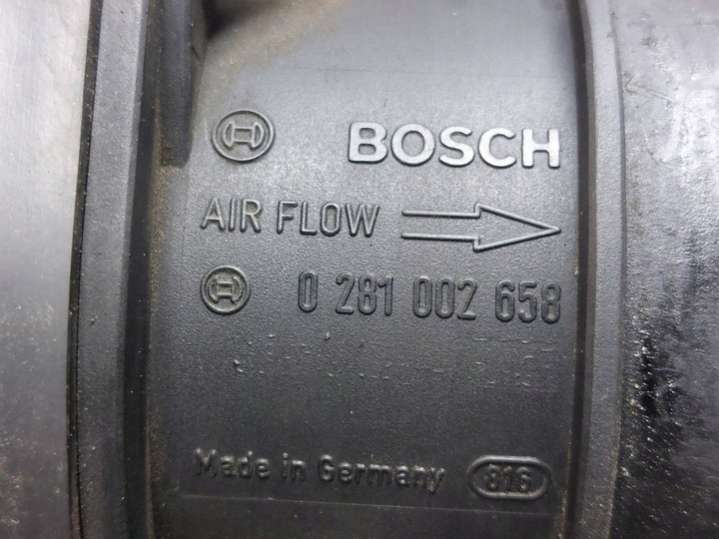 BOSCH
AIR FLOW
0 281 002 658
Made in Germany 816